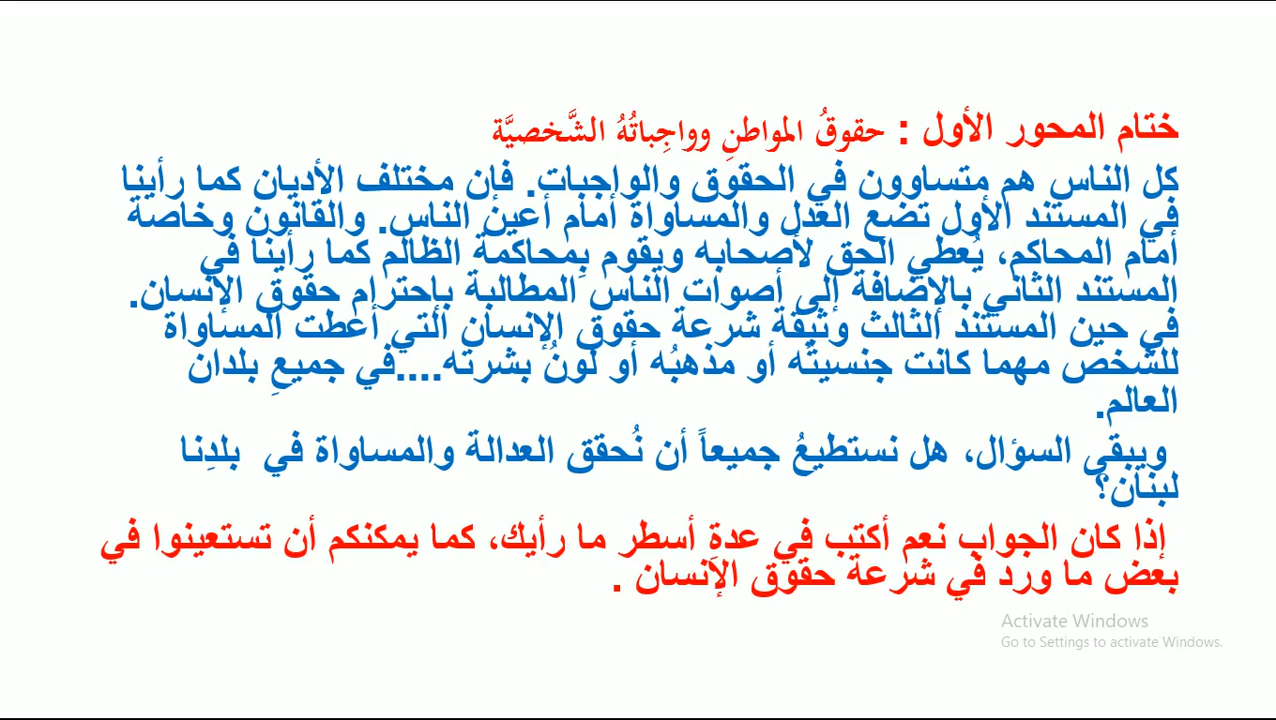 ختام المحور الأول : حقوقُ المواطنِ وواجِباتُهُ الشَّخصيَّة
كل الناس هم متساوون في الحقوق والواجبات. فإن مختلف الأديان كما رأينا
في المستند الأول تضع العدل والمساواة أمام أعين الناس. والقانون وخاصة
أمام المحاكم، يُعطي الحق لأصحابه ويقوم بِمحاكمة الظالم كما رأينا في
المستند الثاني بالإضافة إلى أصوات الناس المطالبة بإحترام حقوق الإنسان.
في حين المستند الثالث وثيقة شرعة حقوق الإنسان التي أعطت المساواة
للشخص مهما كانت جنسيتُه أو مذهبُه أو لونُ بشرته....في جميعِ بلدان
العالم.
ويبقى السؤال، هل نستطيعُ جميعاً أن نُحقق العدالة والمساواة في بلدِنا
لبنان؟
إذا كان الجواب نعم أكتب في عدةِ أسطر ما رأيك، كما يمكنكم أن تستعينوا في
بعض ما ورد في شرعة حقوق الإنسان .
Activate Windows
Go to Settings to activate Windows.